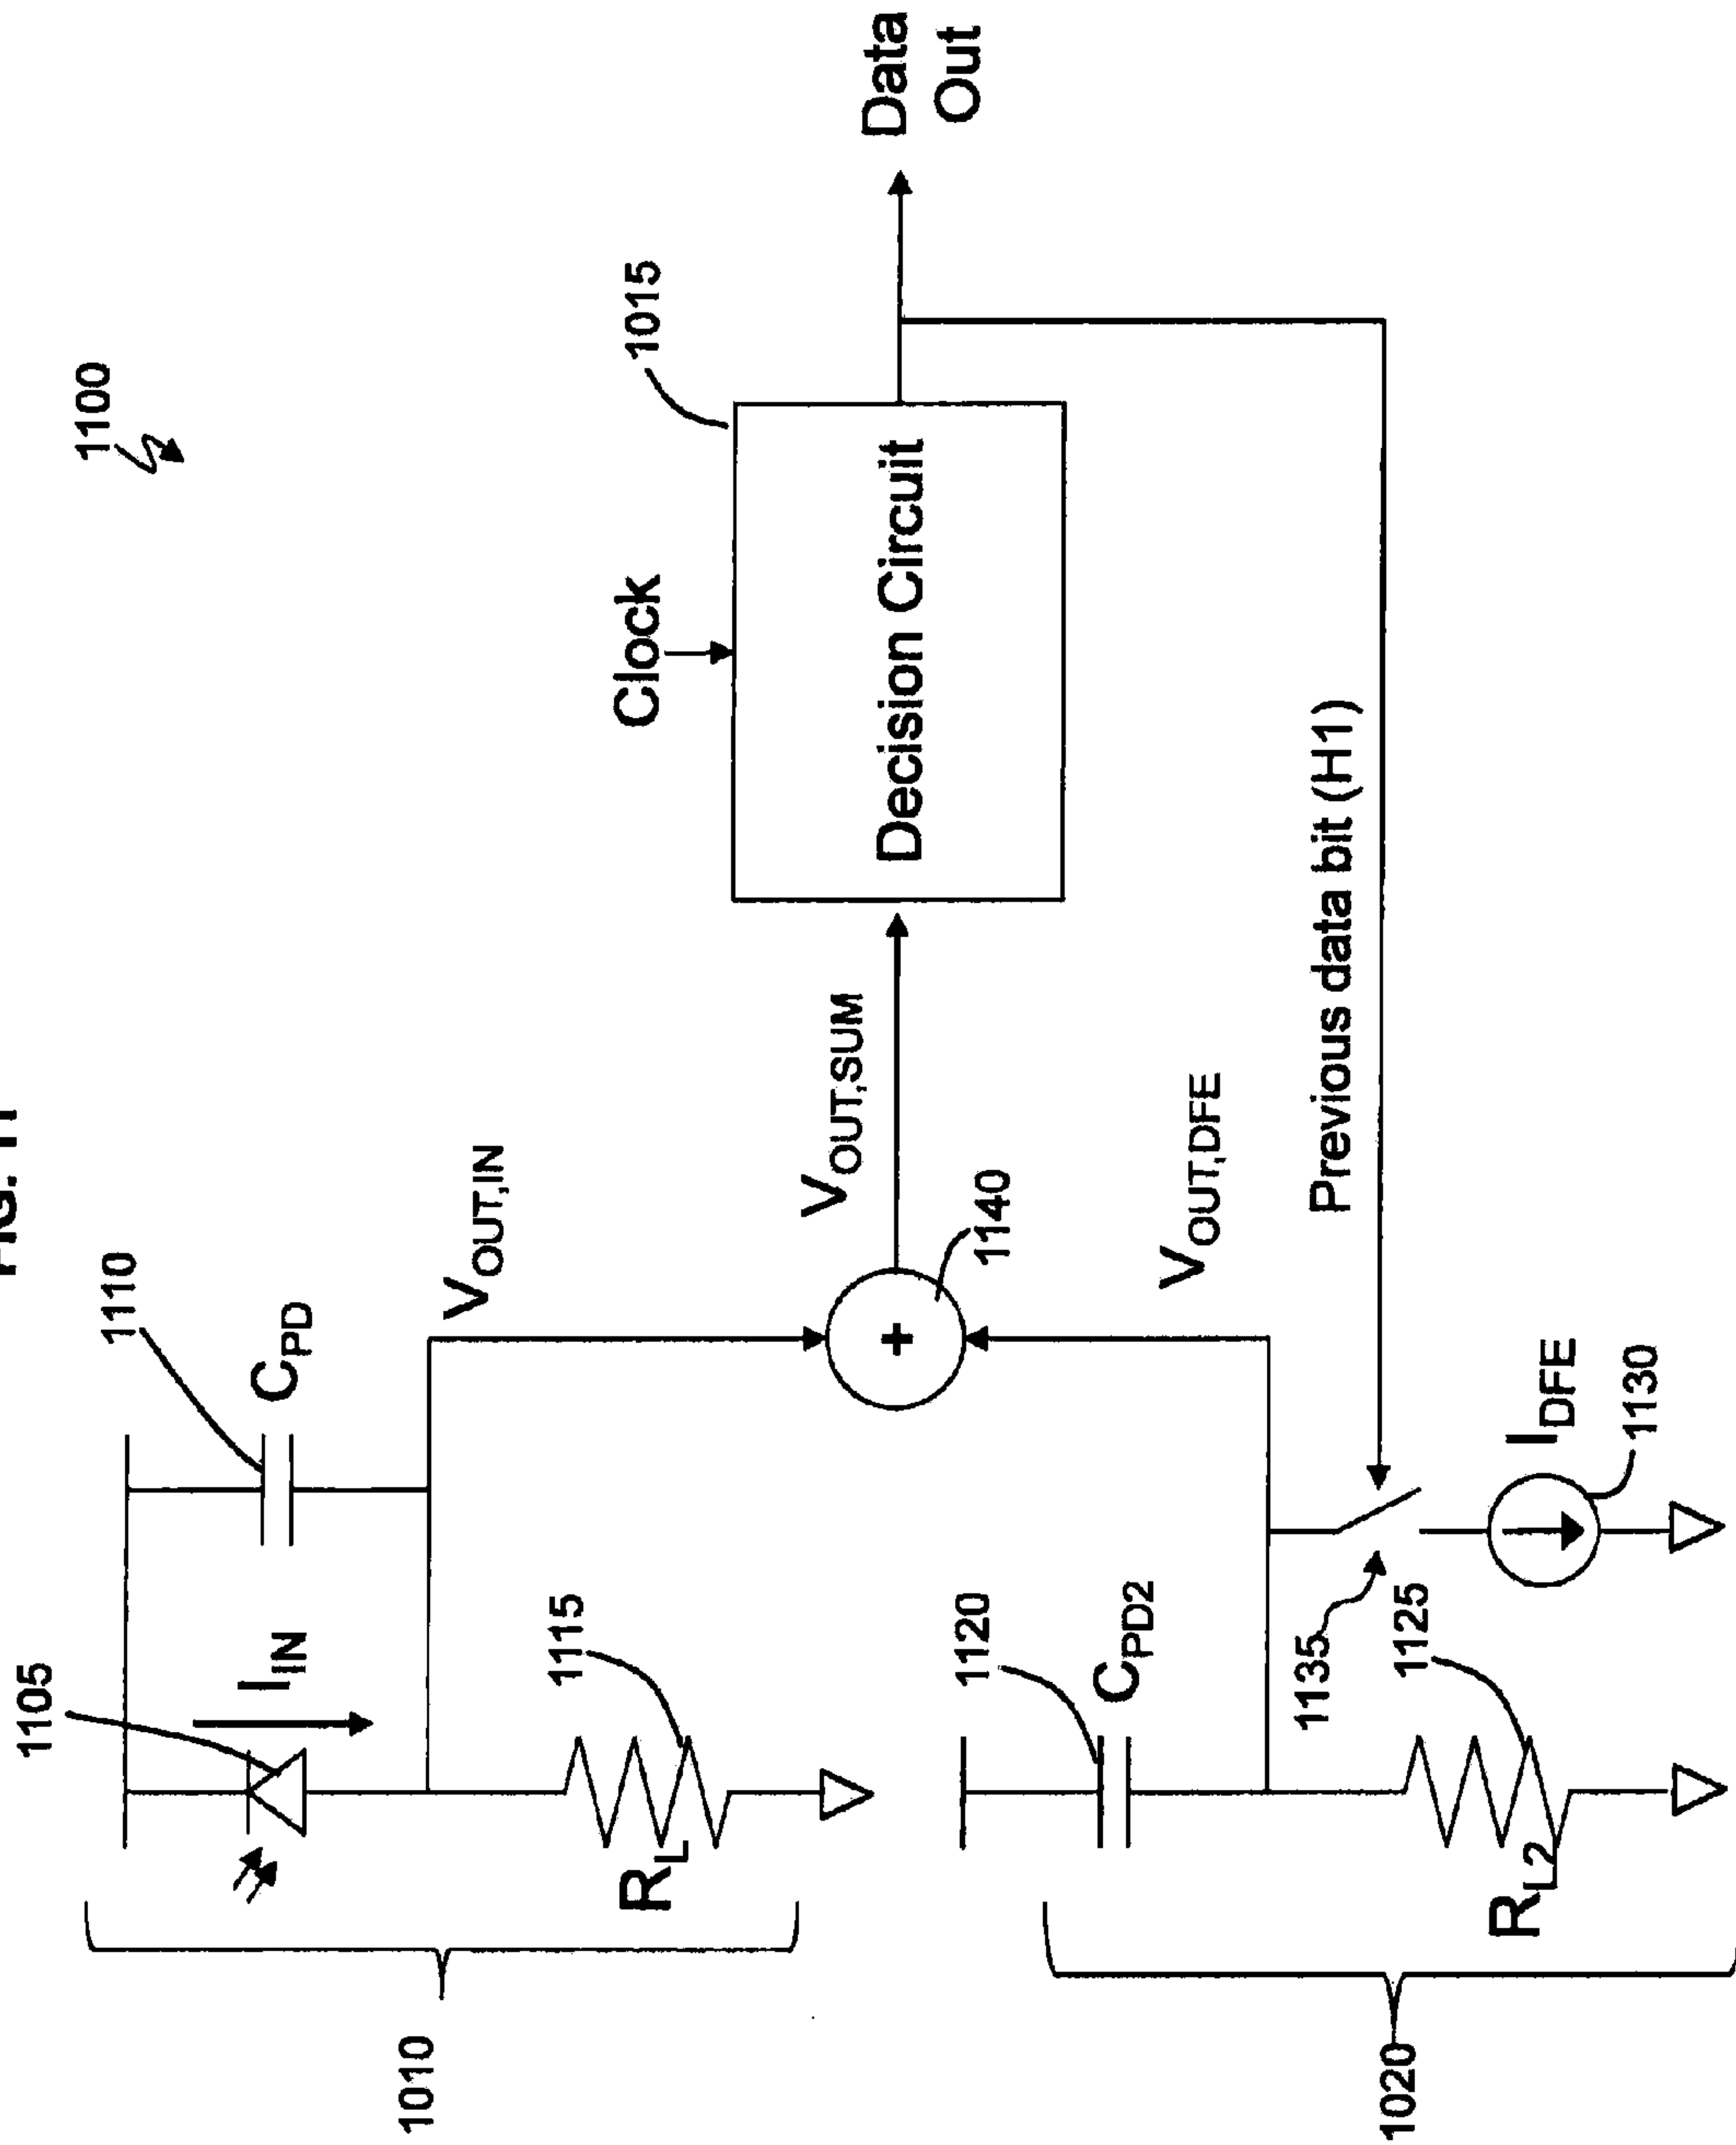 FIG. 11
1100
1105
I_IN
1110
C_PD
V_OUT,IN
1010
R_L
1115
Clock
1015
Decision Circuit
Data
Out
V_OUT,SUM
1140
V_OUT,DFE
1120
C_PD2
1020
R_L2
1125
1135
I_DFE
1130
+
Previous data bit (H1)